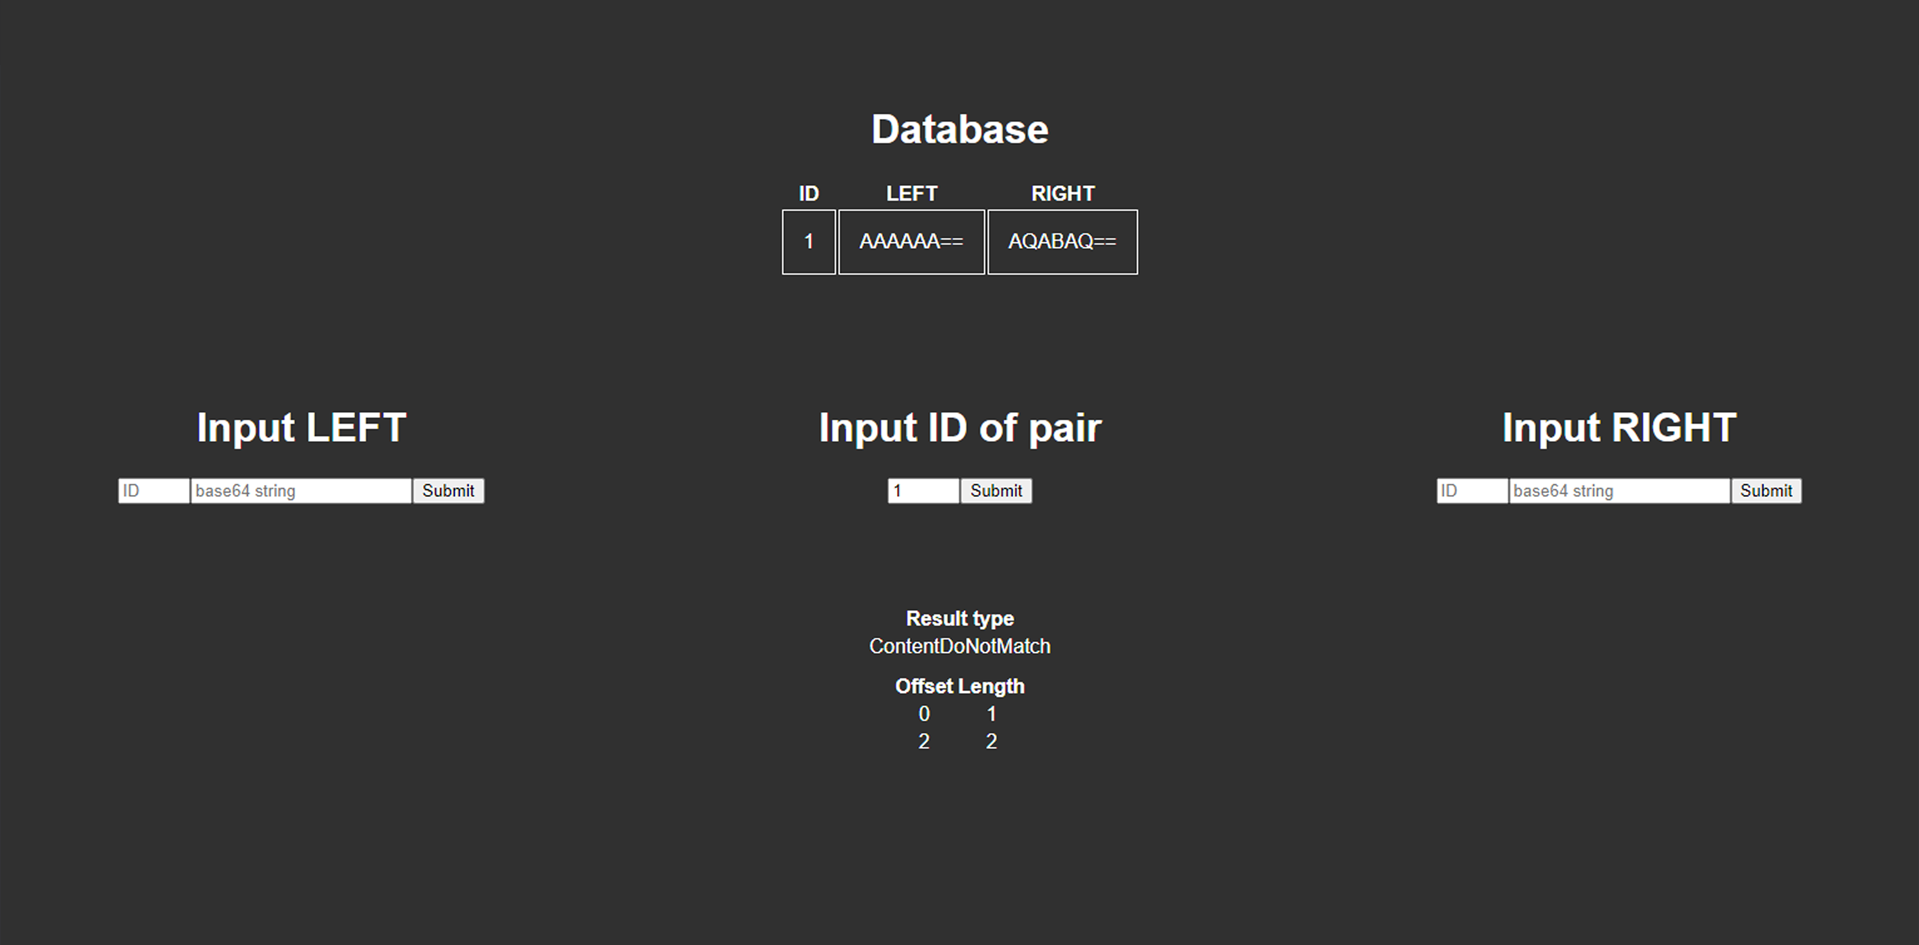 Database
ID LEFT RIGHT
1 AAAAAA== AQABAQ==
Input LEFT
ID base64 string Submit
Input ID of pair
1 Submit
Input RIGHT
ID base64 string Submit
Result type
ContentDoNotMatch
Offset Length
0 1
2 2